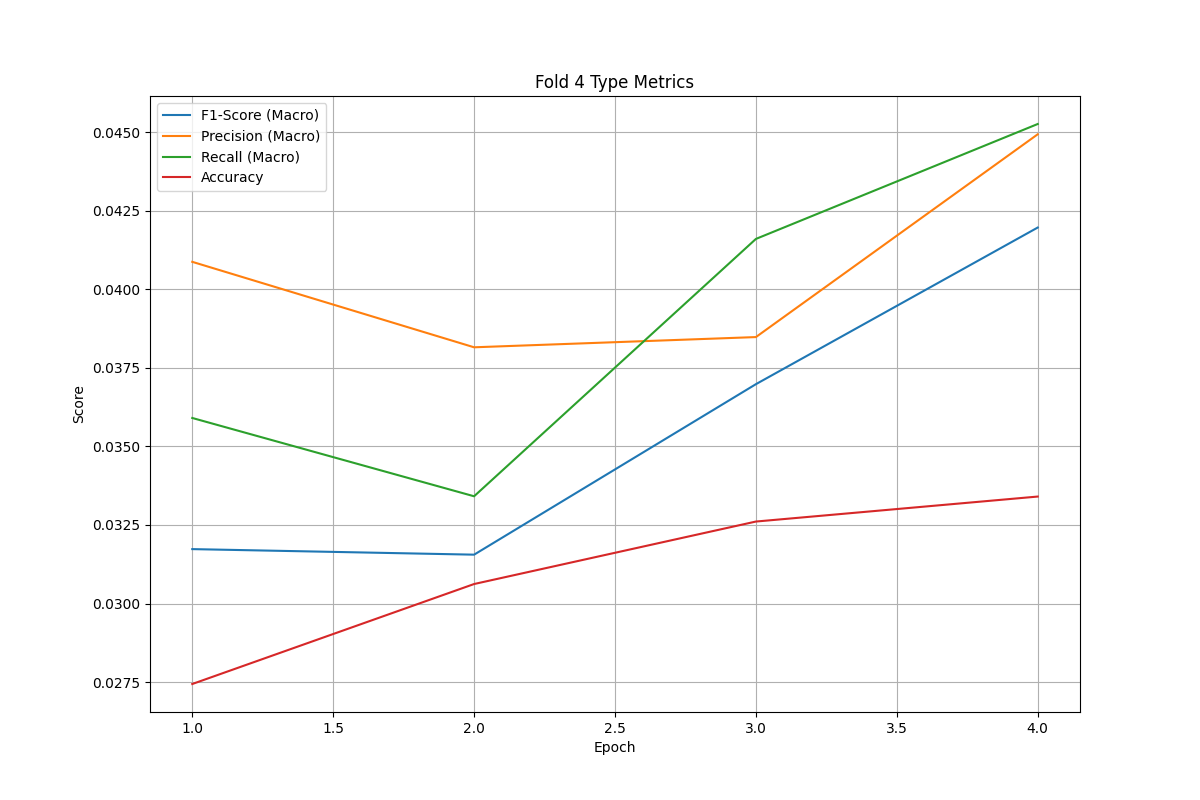 Fold 4 Type Metrics
F1-Score (Macro)
Precision (Macro)
Recall (Macro)
Accuracy
0.0450
0.0425
0.0400
0.0375
0.0350
0.0325
0.0300
0.0275
Score
1.0 1.5 2.0 2.5 3.0 3.5 4.0
Epoch